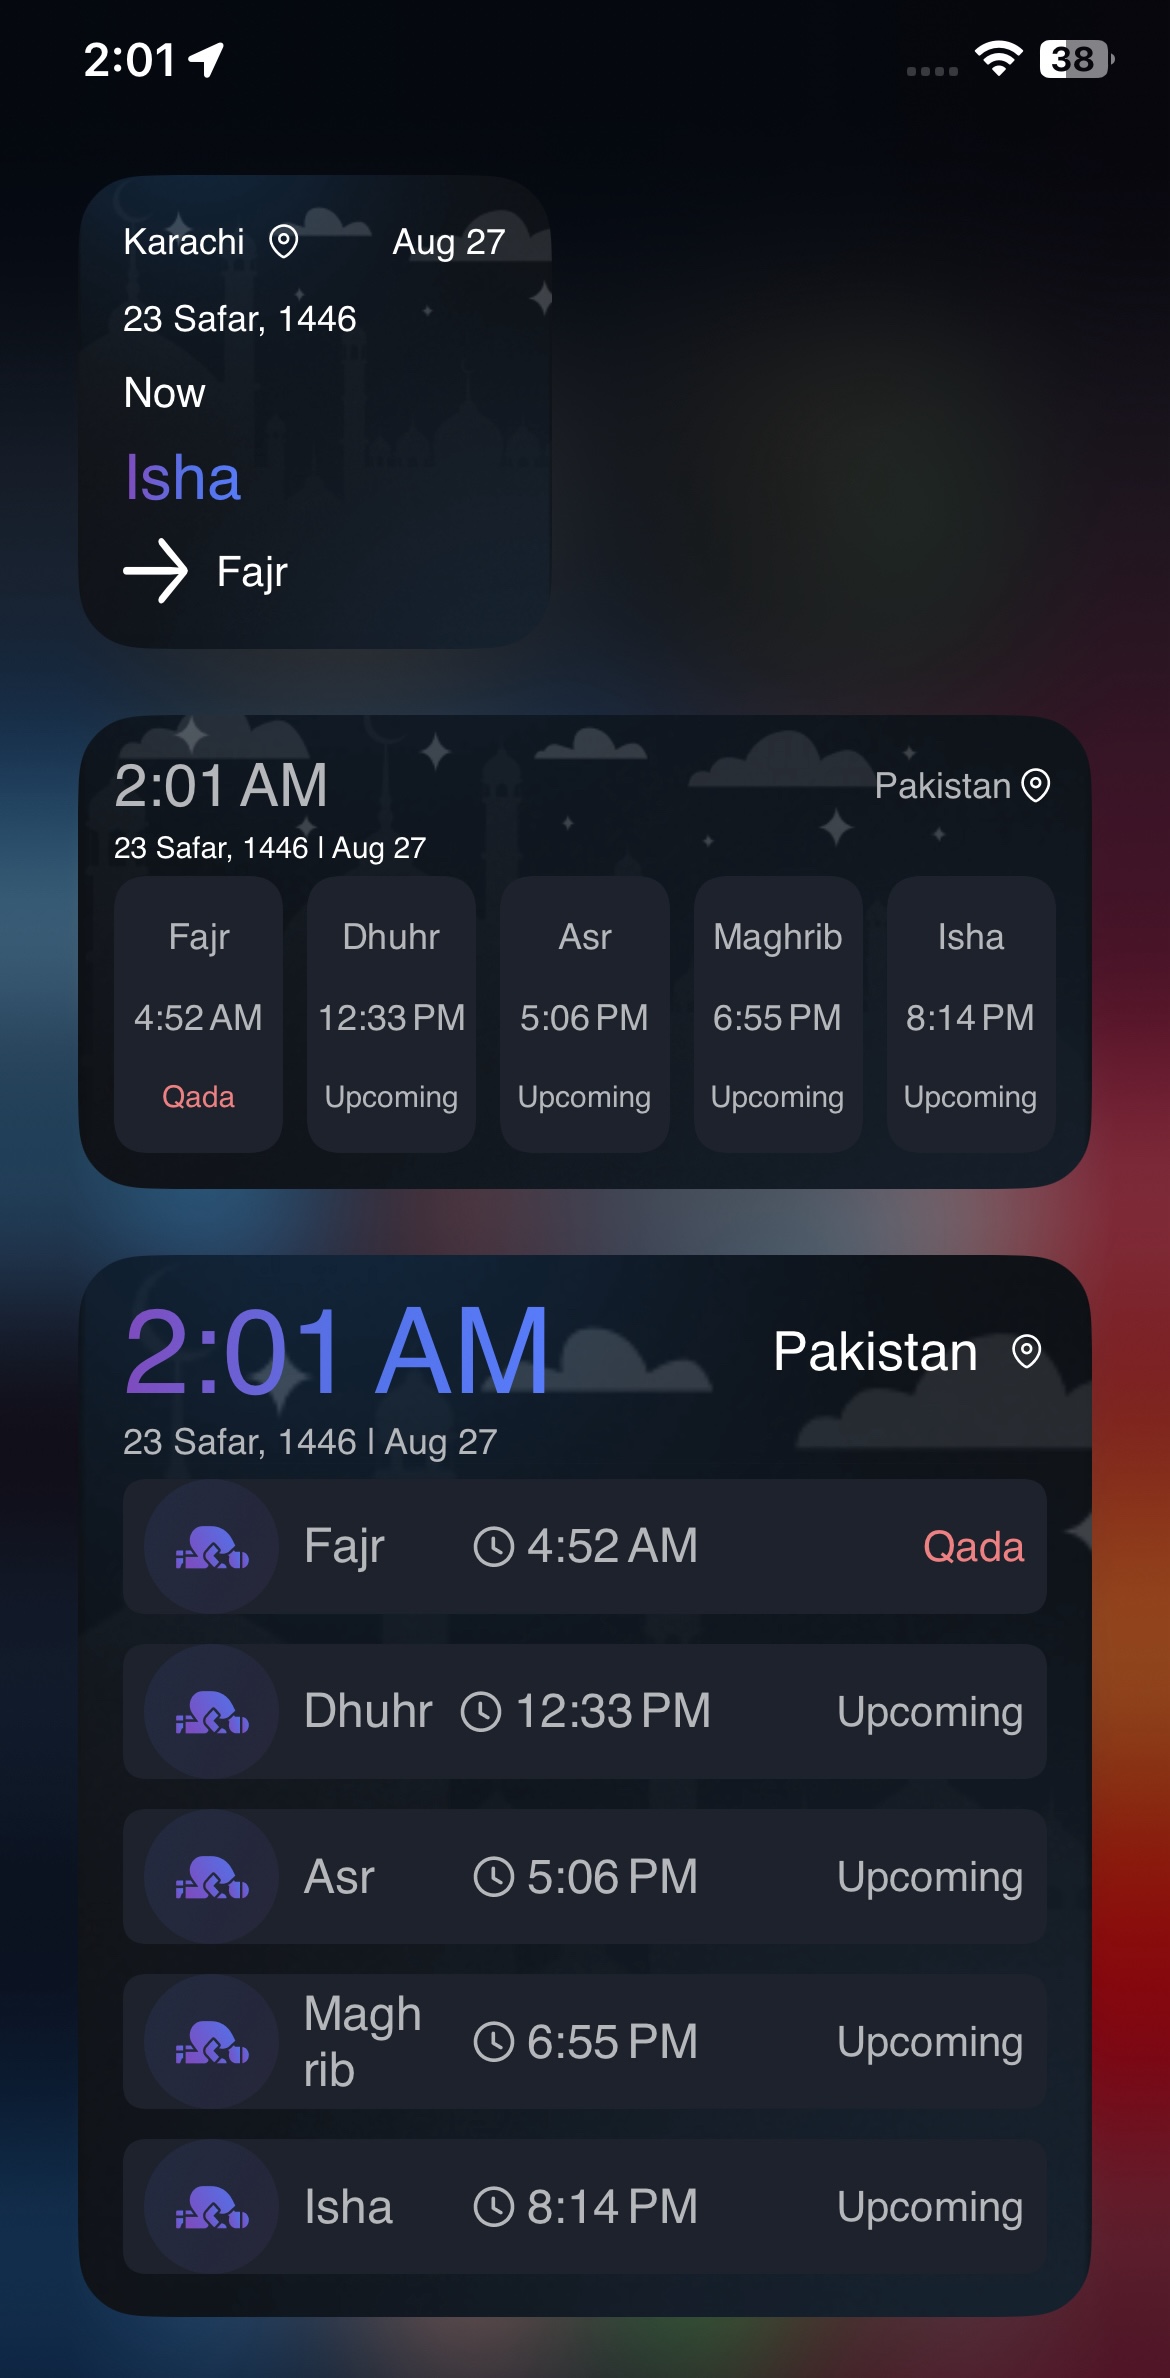 2:01
38
Karachi Aug 27
23 Safar, 1446
Now
Isha
Fajr
2:01 AM
Pakistan
23 Safar, 1446 | Aug 27
Fajr Dhuhr Asr Maghrib Isha
4:52 AM 12:33 PM 5:06 PM 6:55 PM 8:14 PM
Qada Upcoming Upcoming Upcoming Upcoming
2:01 AM
Pakistan
23 Safar, 1446 | Aug 27
Fajr 4:52 AM Qada
Dhuhr 12:33 PM Upcoming
Asr 5:06 PM Upcoming
Magh
rib 6:55 PM Upcoming
Isha 8:14 PM Upcoming